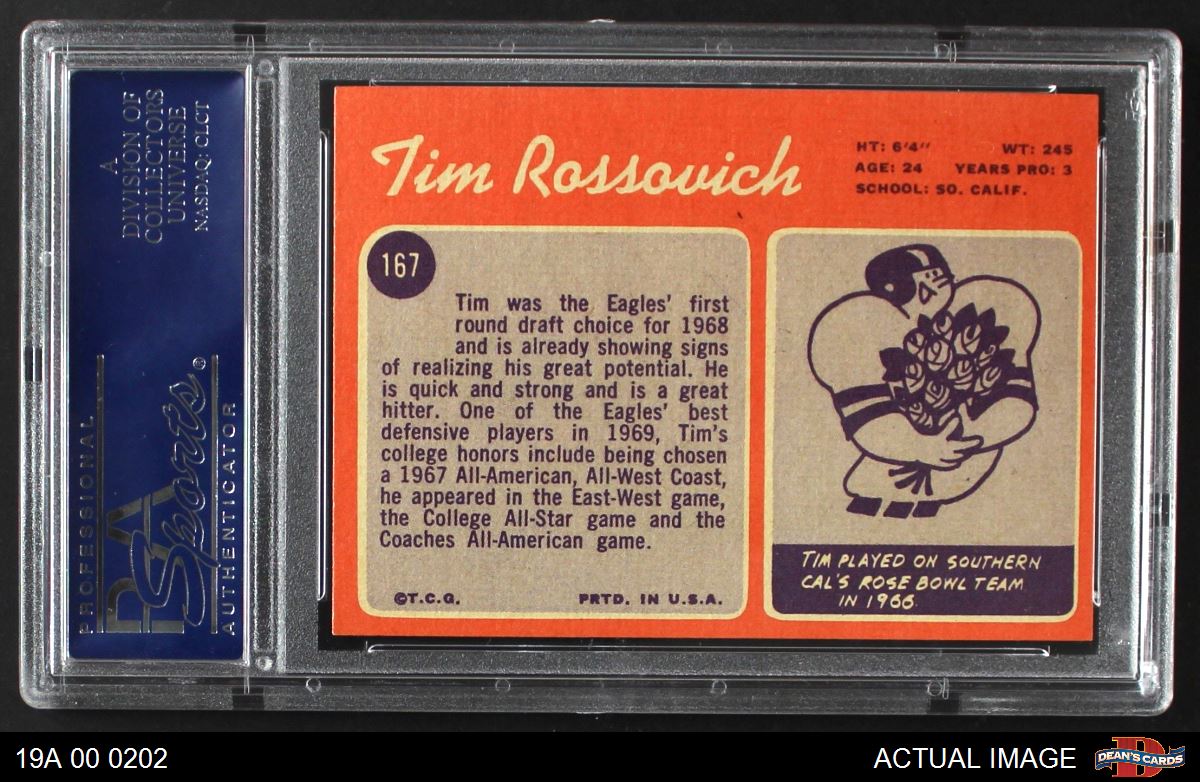 A
DIVISION OF
COLLECTORS
UNIVERSE
NASDAQ: CLCT
PROFESSIONAL
PSA
Sports®
AUTHENTICATOR
Tim Rossovich
HT: 6'4" WT: 245
AGE: 24 YEARS PRO: 3
SCHOOL: SO. CALIF.
167
Tim was the Eagles' first
round draft choice for 1968
and is already showing signs
of realizing his great potential. He
is quick and strong and is a great
hitter. One of the Eagles' best
defensive players in 1969, Tim's
college honors include being chosen
a 1967 All-American, All-West Coast,
he appeared in the East-West game,
the College All-Star game and the
Coaches All-American game.
©T.C.G. PRTD. IN U.S.A.
TIM PLAYED ON SOUTHERN
CAL'S ROSE BOWL TEAM
IN 1966.
19A 00 0202
ACTUAL IMAGE
D
DEAN'S CARDS